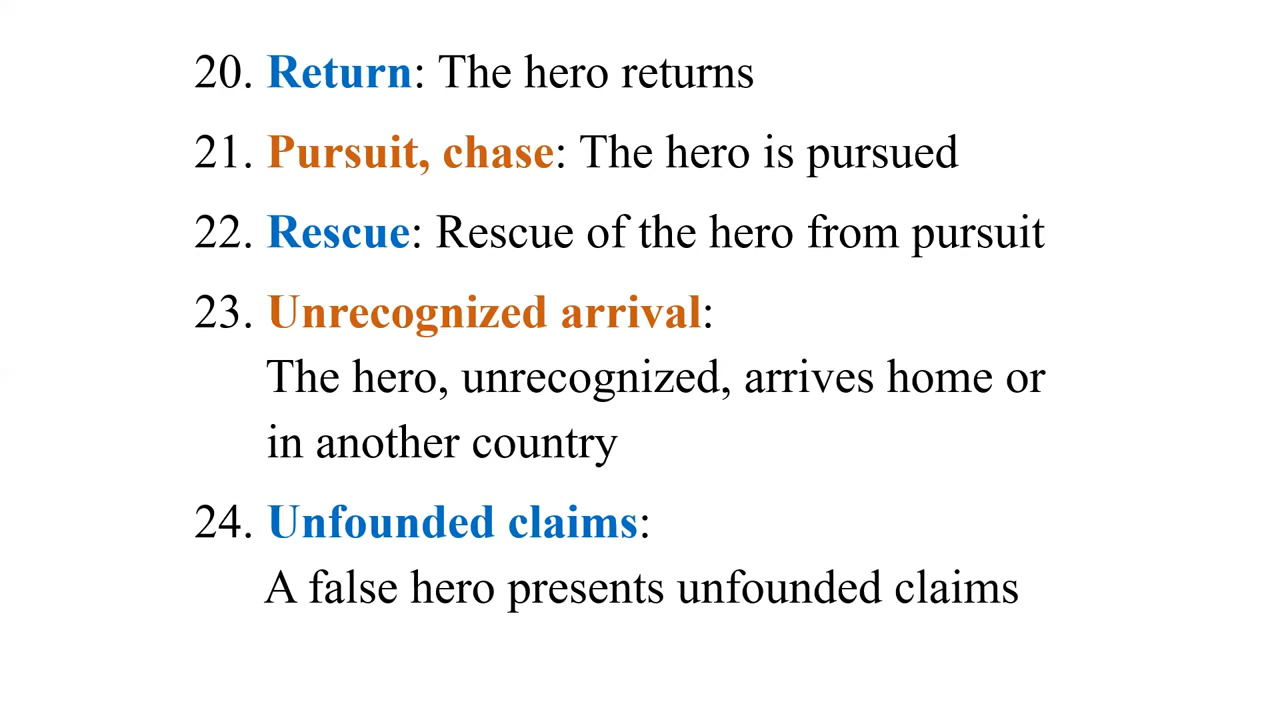 20. Return: The hero returns
21. Pursuit, chase: The hero is pursued
22. Rescue: Rescue of the hero from pursuit
23. Unrecognized arrival:
The hero, unrecognized, arrives home or
in another country
24. Unfounded claims:
A false hero presents unfounded claims